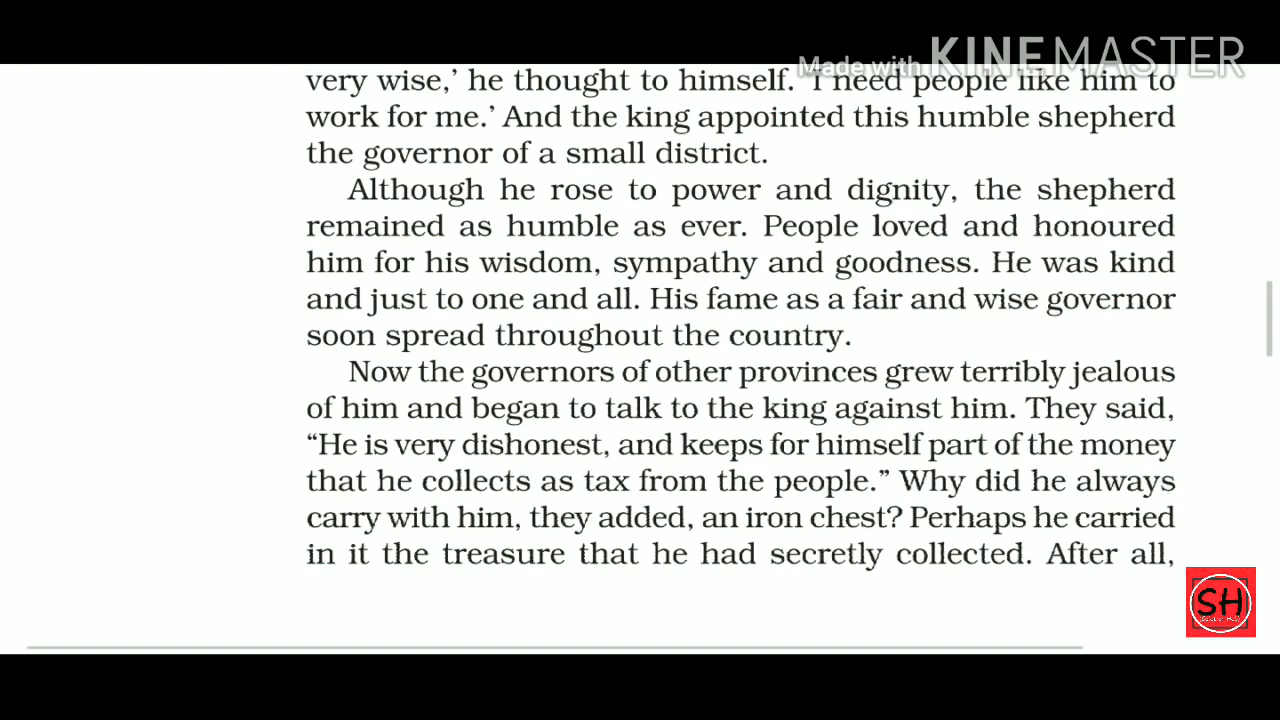 Made with KINEMASTER
very wise,’ he thought to himself. ‘I need people like him to
work for me.’ And the king appointed this humble shepherd
the governor of a small district.
Although he rose to power and dignity, the shepherd
remained as humble as ever. People loved and honoured
him for his wisdom, sympathy and goodness. He was kind
and just to one and all. His fame as a fair and wise governor
soon spread throughout the country.
Now the governors of other provinces grew terribly jealous
of him and began to talk to the king against him. They said,
“He is very dishonest, and keeps for himself part of the money
that he collects as tax from the people.” Why did he always
carry with him, they added, an iron chest? Perhaps he carried
in it the treasure that he had secretly collected. After all,
SH